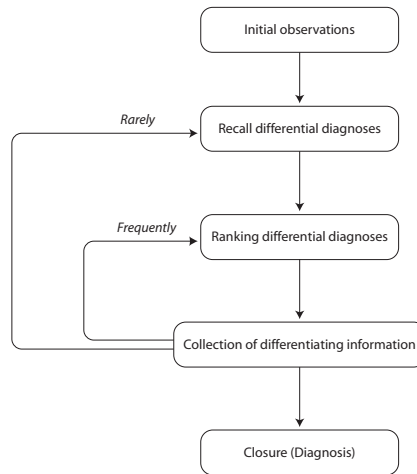 Initial observations
Rarely
Recall differential diagnoses
Frequently
Ranking differential diagnoses
Collection of differentiating information
Closure (Diagnosis)